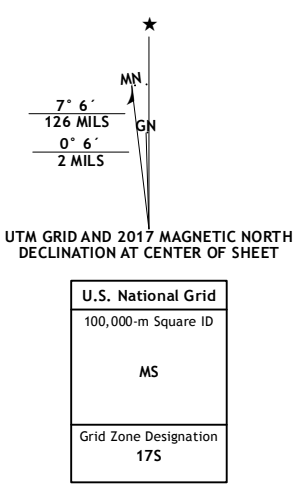 ★
MN
7° 6´
126 MILS
GN
0° 6´
2 MILS
UTM GRID AND 2017 MAGNETIC NORTH
DECLINATION AT CENTER OF SHEET
U.S. National Grid
100,000-m Square ID
MS
Grid Zone Designation
17S